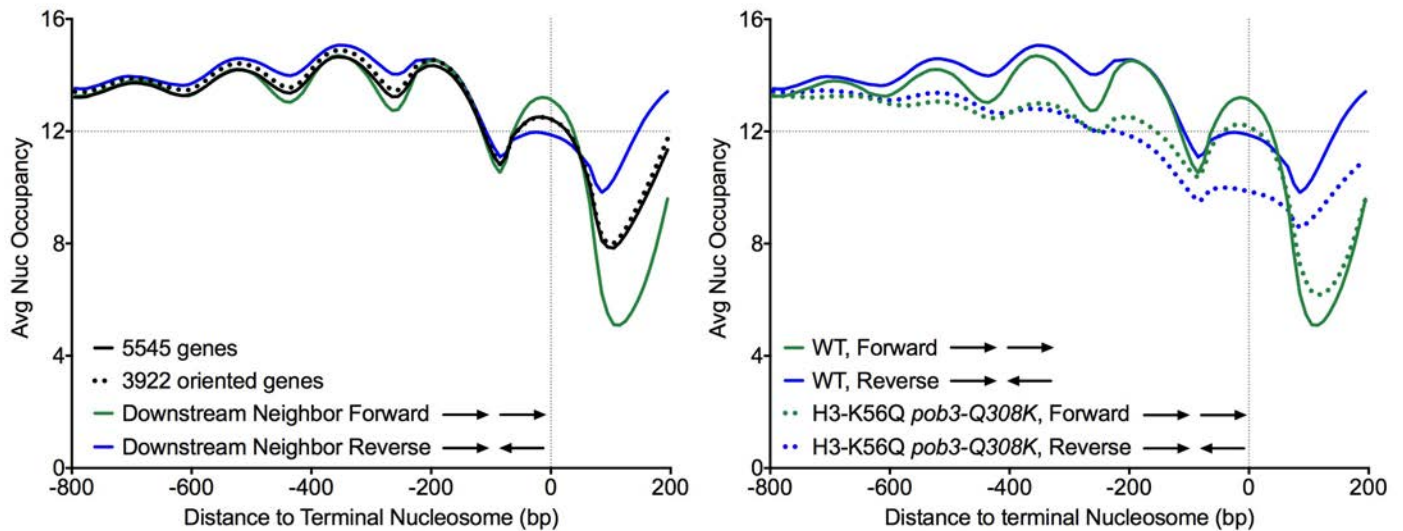 16
12
8
4
0
Avg Nuc Occupancy
5545 genes
3922 oriented genes
Downstream Neighbor Forward
Downstream Neighbor Reverse
-800 -600 -400 -200 0 200
Distance to Terminal Nucleosome (bp)
16
12
8
4
0
Avg Nuc Occupancy
WT, Forward
WT, Reverse
H3-K56Q pob3-Q308K, Forward
H3-K56Q pob3-Q308K, Reverse
-800 -600 -400 -200 0 200
Distance to terminal Nucleosome (bp)